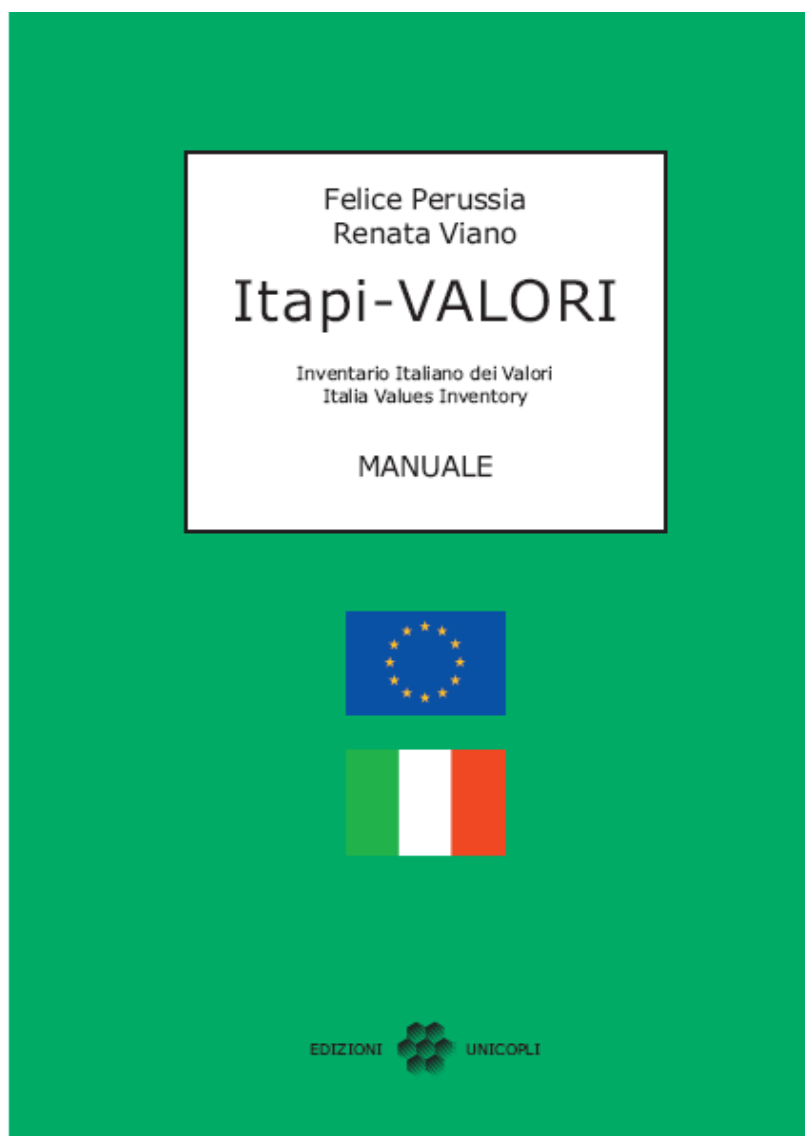 Felice Perussia
Renata Viano
Itapi-VALORI
Inventario Italiano dei Valori
Italia Values Inventory
MANUALE
EDIZIONI UNICOPLI